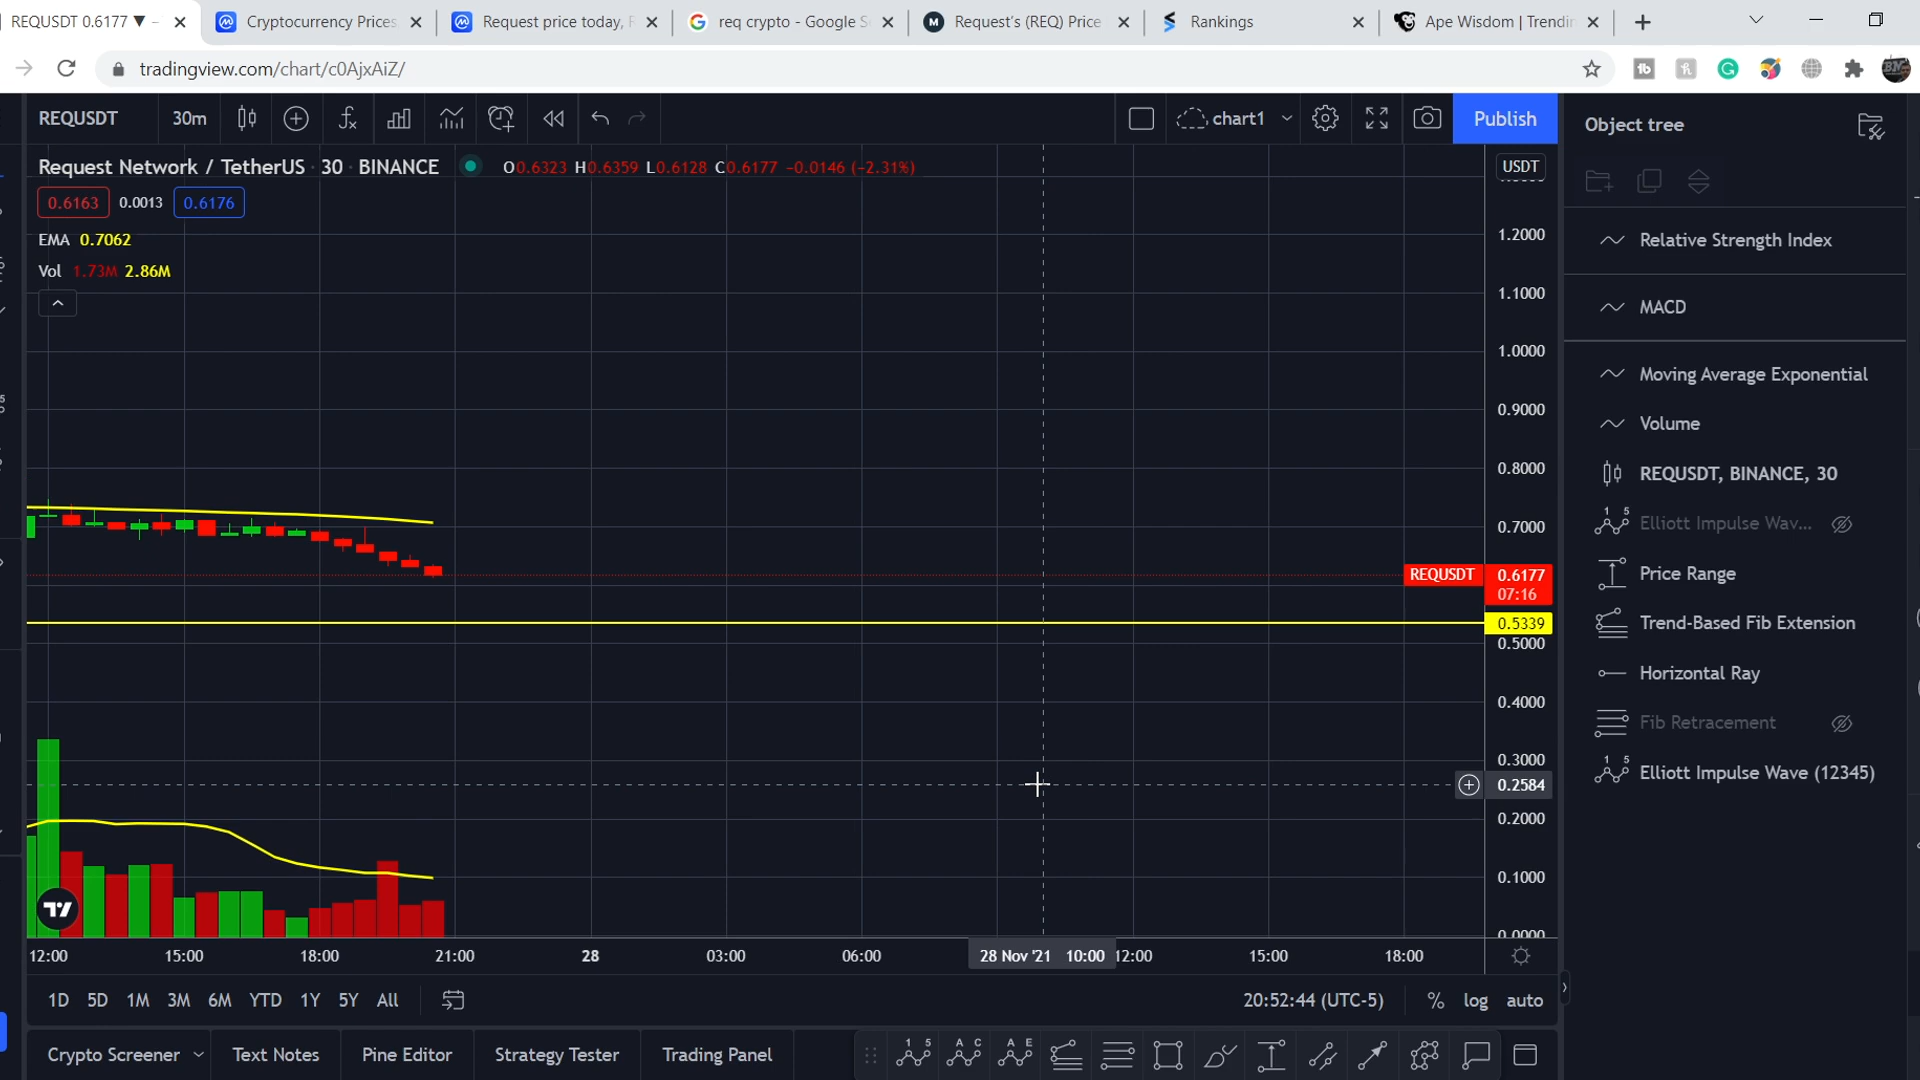 REQUSDT 0.6177 ▼
Cryptocurrency Prices
Request price today,
req crypto - Google S
Request's (REQ) Price
Rankings
Ape Wisdom | Trendin
tradingview.com/chart/c0AjxAiZ/
REQUSDT 30m chart1 Publish
Object tree
Request Network / TetherUS · 30 · BINANCE O0.6323 H0.6359 L0.6128 C0.6177 −0.0146 (−2.31%)
USDT
0.6163 0.0013 0.6176
EMA 0.7062
Vol 1.73M 2.86M
1.2000
1.1000
1.0000
0.9000
0.8000
0.7000
REQUSDT 0.6177
07:16
0.5339
0.5000
0.4000
0.3000
0.2584
0.2000
0.1000
0.0000
Relative Strength Index
MACD
Moving Average Exponential
Volume
REQUSDT, BINANCE, 30
Elliott Impulse Wav...
Price Range
Trend-Based Fib Extension
Horizontal Ray
Fib Retracement
Elliott Impulse Wave (12345)
12:00 15:00 18:00 21:00 28 03:00 06:00 28 Nov '21 10:00 12:00 15:00 18:00
1D 5D 1M 3M 6M YTD 1Y 5Y All
20:52:44 (UTC-5) % log auto
Crypto Screener Text Notes Pine Editor Strategy Tester Trading Panel